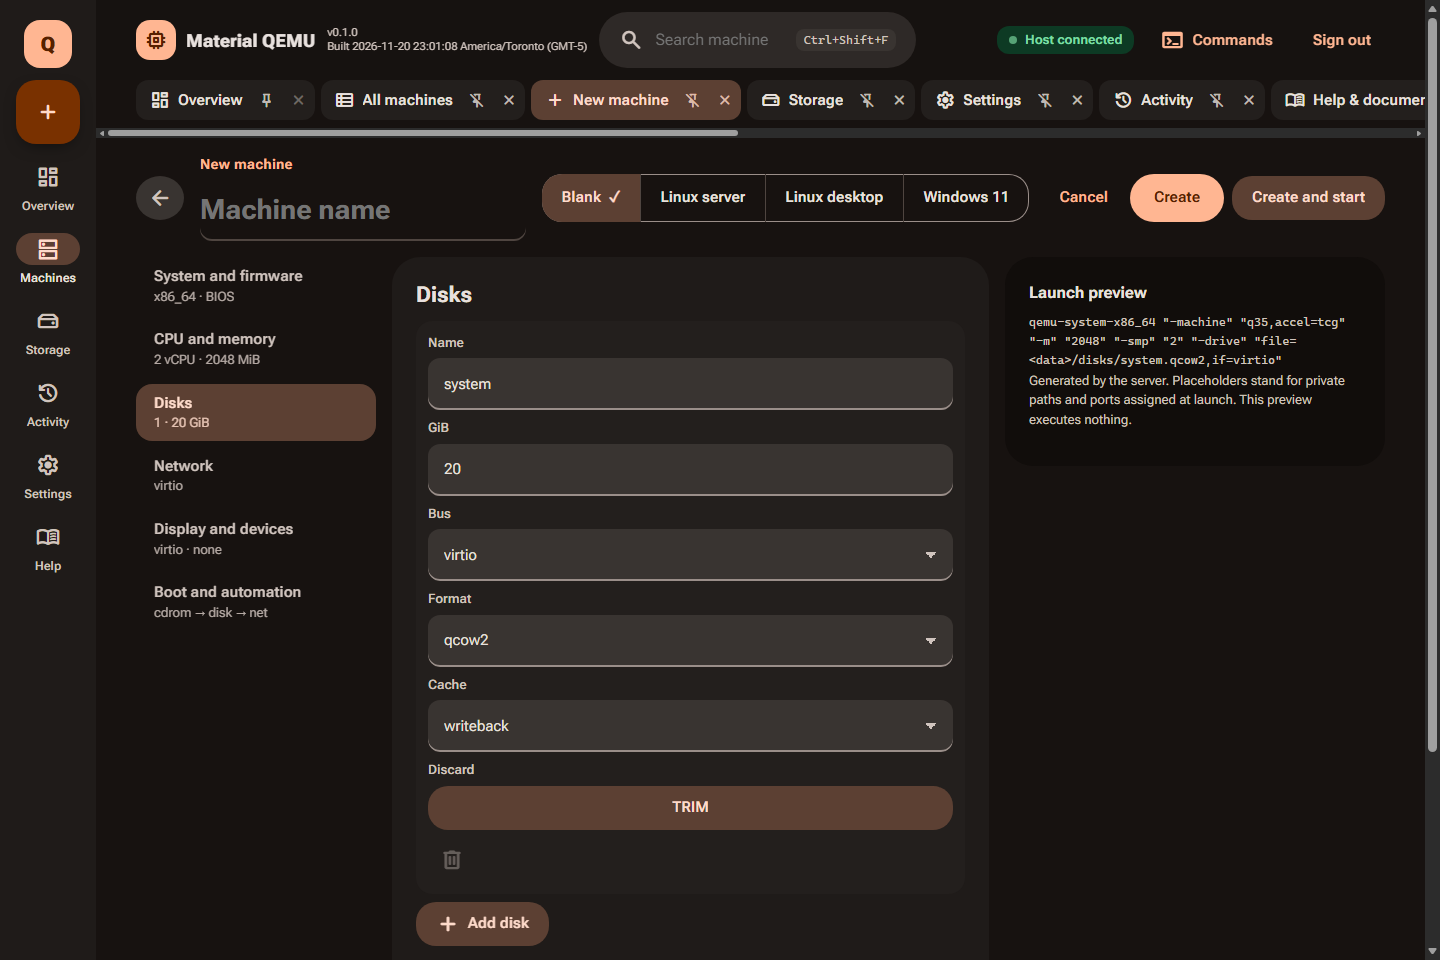 Q
Material QEMU
v0.1.0
Built 2026-11-20 23:01:08 America/Toronto (GMT-5)
Search machine
Ctrl+Shift+F
Host connected
Commands
Sign out
Overview
All machines
New machine
Storage
Settings
Activity
Help & documen
Overview
Machines
Storage
Activity
Settings
Help
New machine
Machine name
Blank
Linux server
Linux desktop
Windows 11
Cancel
Create
Create and start
System and firmware
x86_64 · BIOS
CPU and memory
2 vCPU · 2048 MiB
Disks
1 · 20 GiB
Network
virtio
Display and devices
virtio · none
Boot and automation
cdrom → disk → net
Disks
Name
system
GiB
20
Bus
virtio
Format
qcow2
Cache
writeback
Discard
TRIM
Add disk
Launch preview
qemu-system-x86_64 "-machine" "q35,accel=tcg"
"-m" "2048" "-smp" "2" "-drive" "file=
<data>/disks/system.qcow2,if=virtio"
Generated by the server. Placeholders stand for private
paths and ports assigned at launch. This preview
executes nothing.